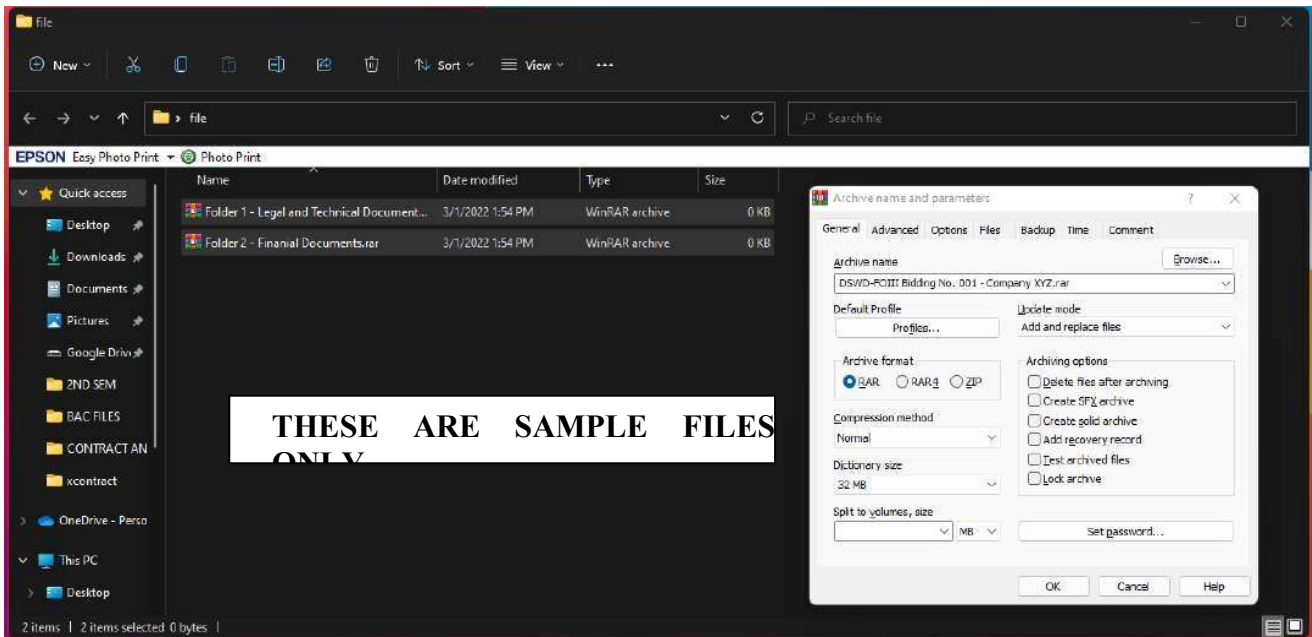 file
New Sort View ...
file Search file
EPSON Easy Photo Print Photo Print
Name Date modified Type Size
Folder 1 - Legal and Technical Document... 3/1/2022 1:54 PM WinRAR archive 0 KB
Folder 2 - Finanial Documents.rar 3/1/2022 1:54 PM WinRAR archive 0 KB
Quick access
Desktop
Downloads
Documents
Pictures
Google Driv
2ND SEM
BAC FILES
CONTRACT AN
xcontract
OneDrive - Perso
This PC
Desktop
2 items 2 items selected 0 bytes
THESE ARE SAMPLE FILES
ONLY
Archive name and parameters ?
General Advanced Options Files Backup Time Comment
Archive name
Browse...
DSWD-FOIII Bidding No. 001 - Company XYZ.rar
Default Profile
Profiles...
Update mode
Add and replace files
Archive format
RAR RAR4 ZIP
Compression method
Normal
Dictionary size
32 MB
Split to volumes, size
MB
Archiving options
Delete files after archiving
Create SFX archive
Create solid archive
Add recovery record
Test archived files
Lock archive
Set password...
OK Cancel Help